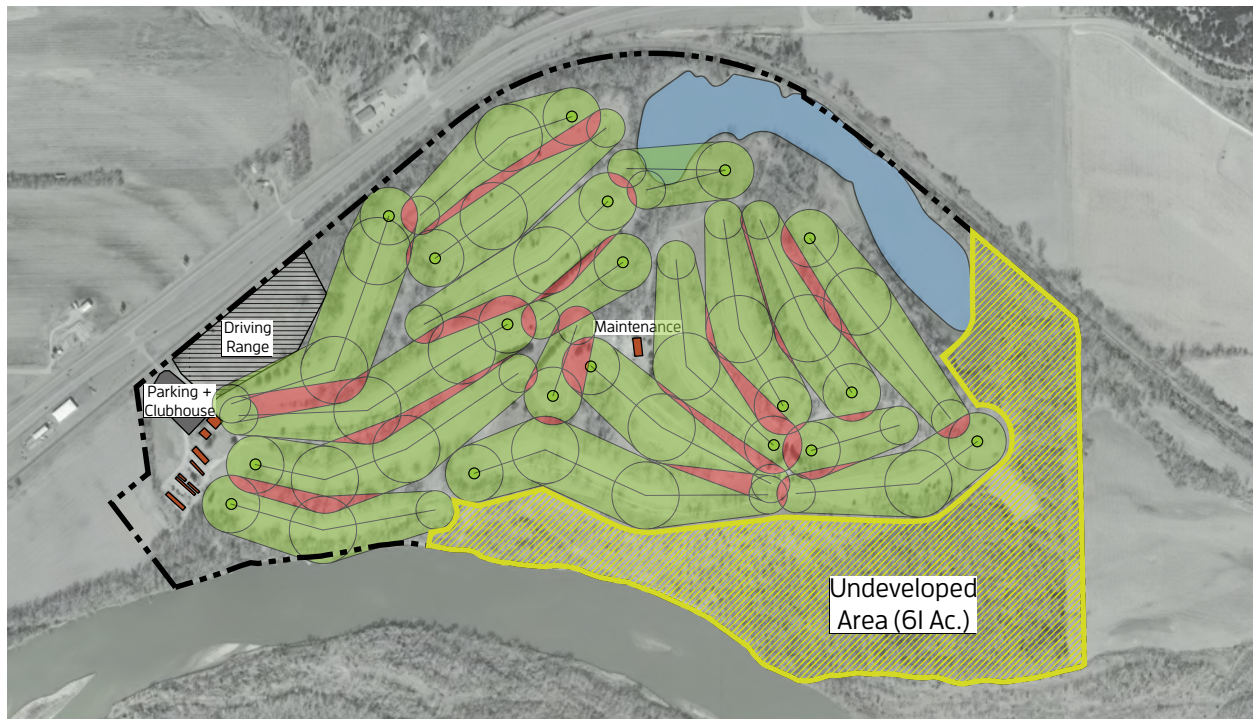 Driving
Range
Maintenance
Parking +
Clubhouse
Undeveloped
Area (61 Ac.)